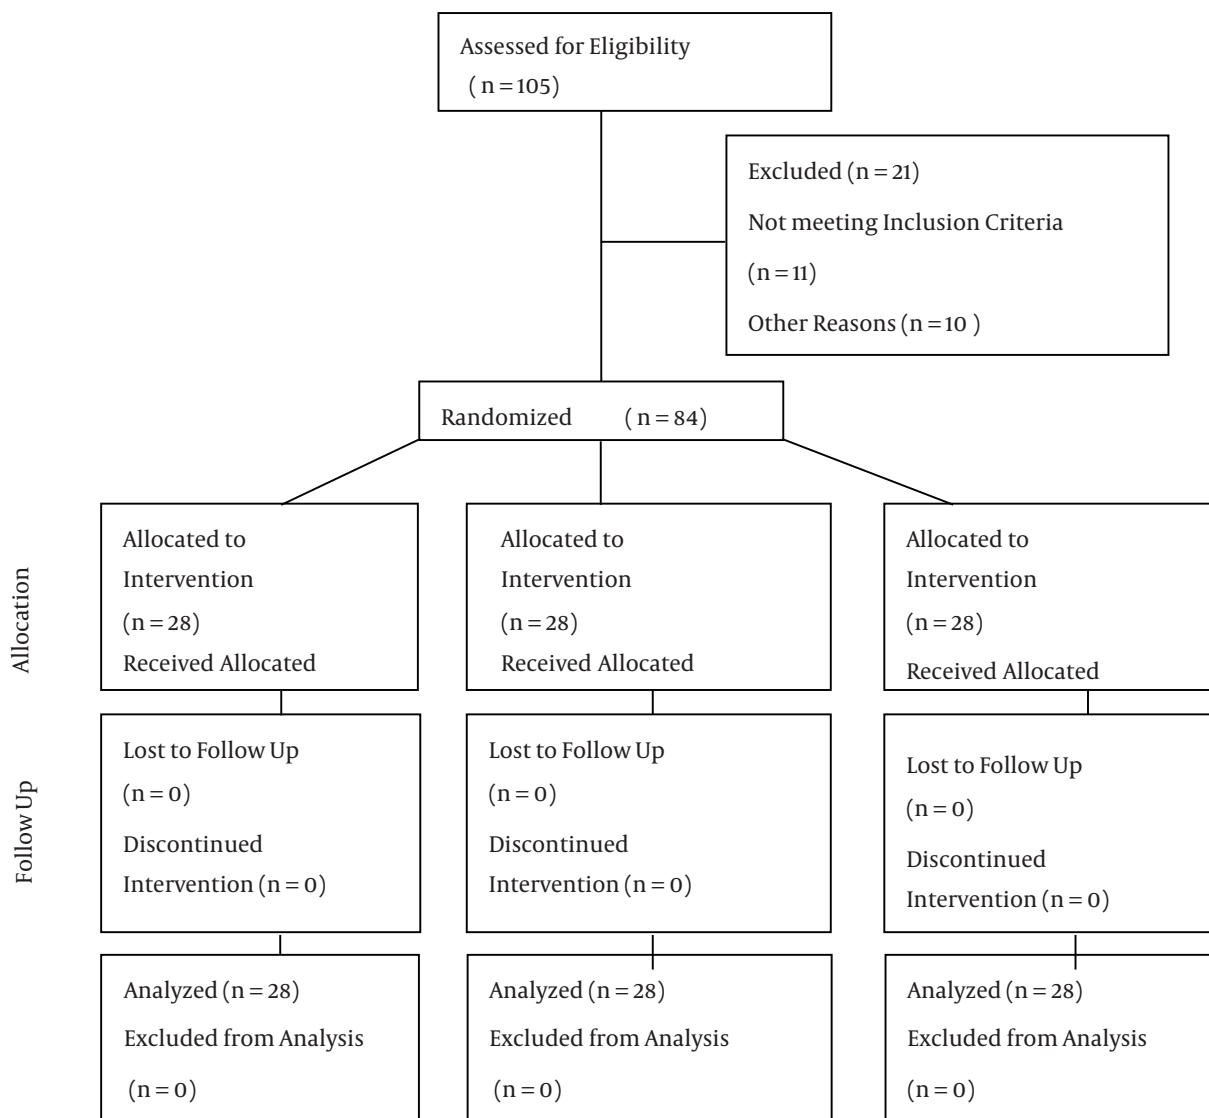 Assessed for Eligibility
( n = 105)
Excluded (n = 21)
Not meeting Inclusion Criteria
(n = 11)
Other Reasons (n = 10 )
Randomized ( n = 84)
Allocation
Allocated to
Intervention
(n = 28)
Received Allocated
Allocated to
Intervention
(n = 28)
Received Allocated
Allocated to
Intervention
(n = 28)
Received Allocated
Follow Up
Lost to Follow Up
(n = 0)
Discontinued
Intervention (n = 0)
Lost to Follow Up
(n = 0)
Discontinued
Intervention (n = 0)
Lost to Follow Up
(n = 0)
Discontinued
Intervention (n = 0)
Analyzed (n = 28)
Excluded from Analysis
(n = 0)
Analyzed (n = 28)
Excluded from Analysis
(n = 0)
Analyzed (n = 28)
Excluded from Analysis
(n = 0)